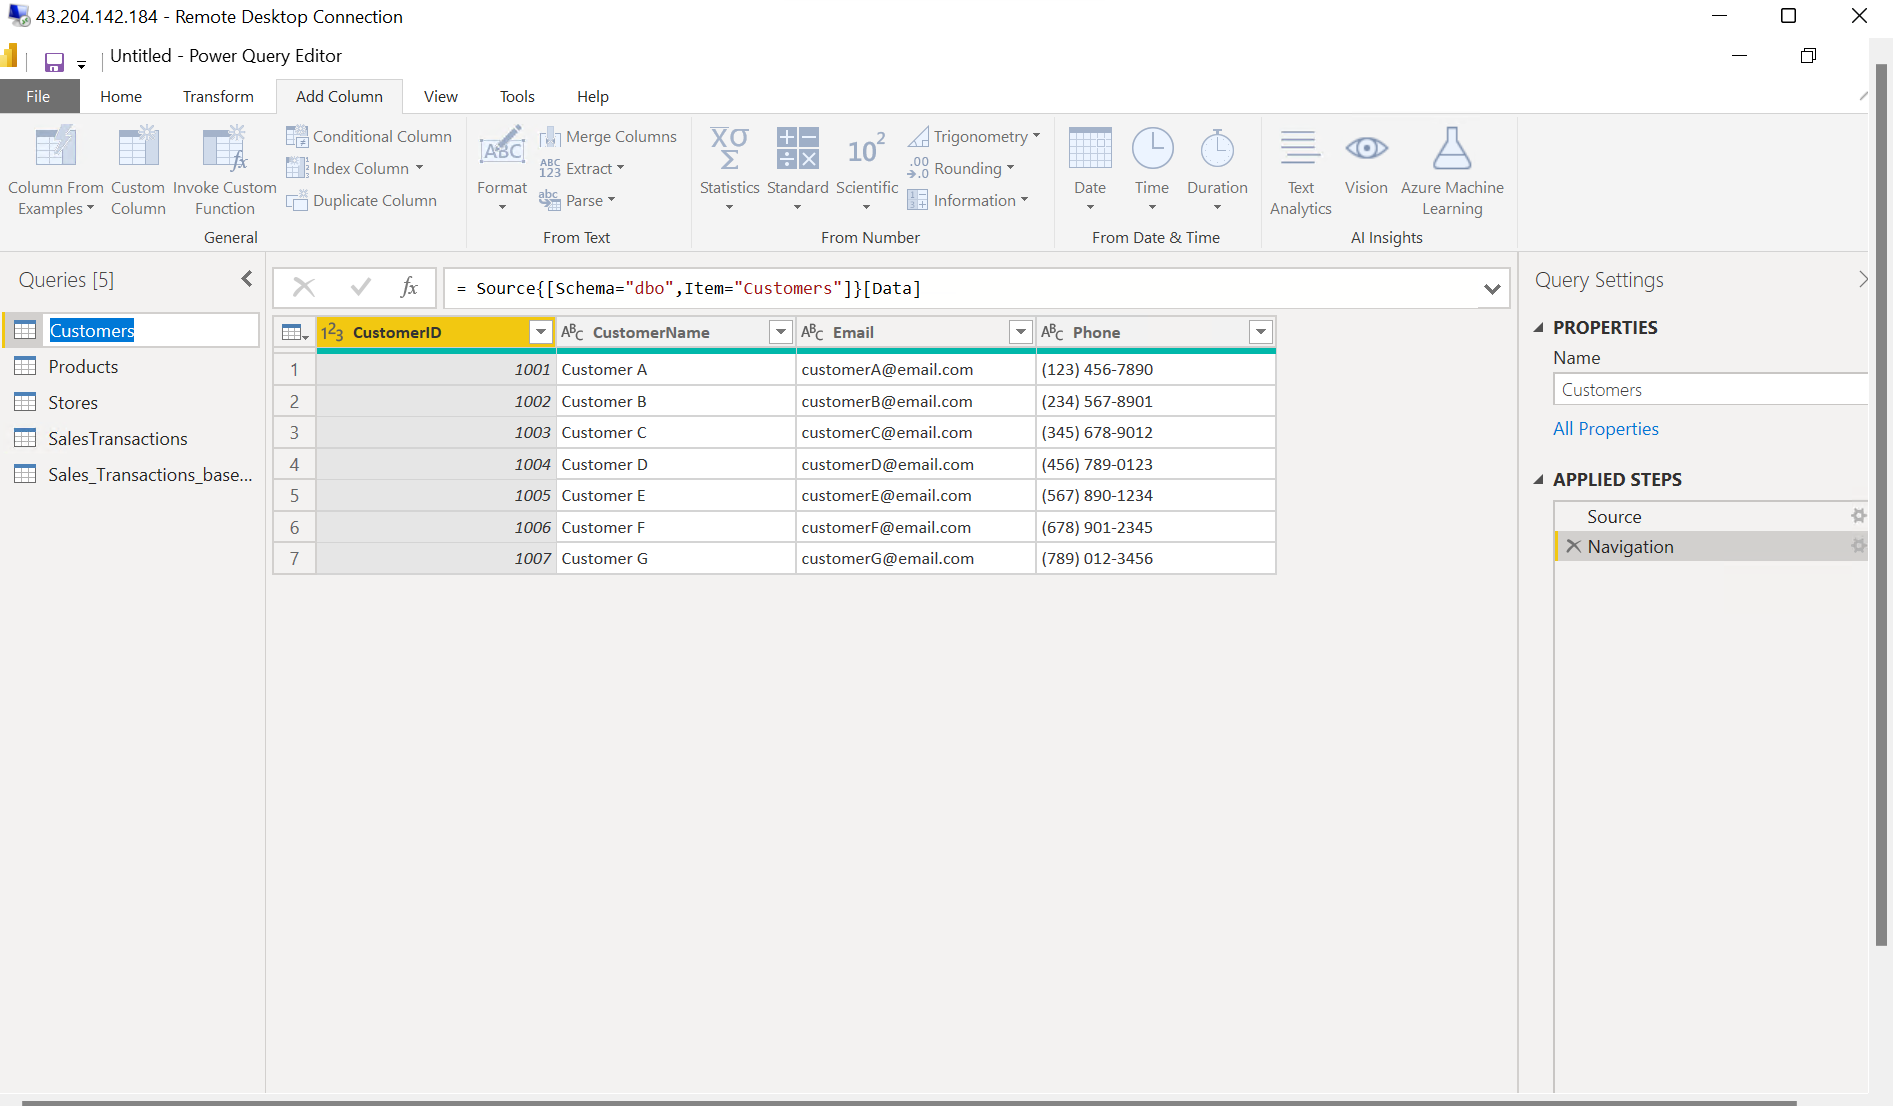 43.204.142.184 - Remote Desktop Connection
Untitled - Power Query Editor
File Home Transform Add Column View Tools Help
Column From Examples
Custom Column
Invoke Custom Function
Conditional Column
Index Column
Duplicate Column
General
Format
Merge Columns
Extract
Parse
From Text
Statistics
Standard
Scientific
Trigonometry
Rounding
Information
From Number
Date
Time
Duration
From Date & Time
Text Analytics
Vision
Azure Machine Learning
AI Insights
Queries [5]
Customers
Products
Stores
SalesTransactions
Sales_Transactions_base...
fx = Source{[Schema="dbo",Item="Customers"]}[Data]
123 CustomerID ABC CustomerName ABC Email ABC Phone
1 1001 Customer A customerA@email.com (123) 456-7890
2 1002 Customer B customerB@email.com (234) 567-8901
3 1003 Customer C customerC@email.com (345) 678-9012
4 1004 Customer D customerD@email.com (456) 789-0123
5 1005 Customer E customerE@email.com (567) 890-1234
6 1006 Customer F customerF@email.com (678) 901-2345
7 1007 Customer G customerG@email.com (789) 012-3456
Query Settings
PROPERTIES
Name
Customers
All Properties
APPLIED STEPS
Source
Navigation